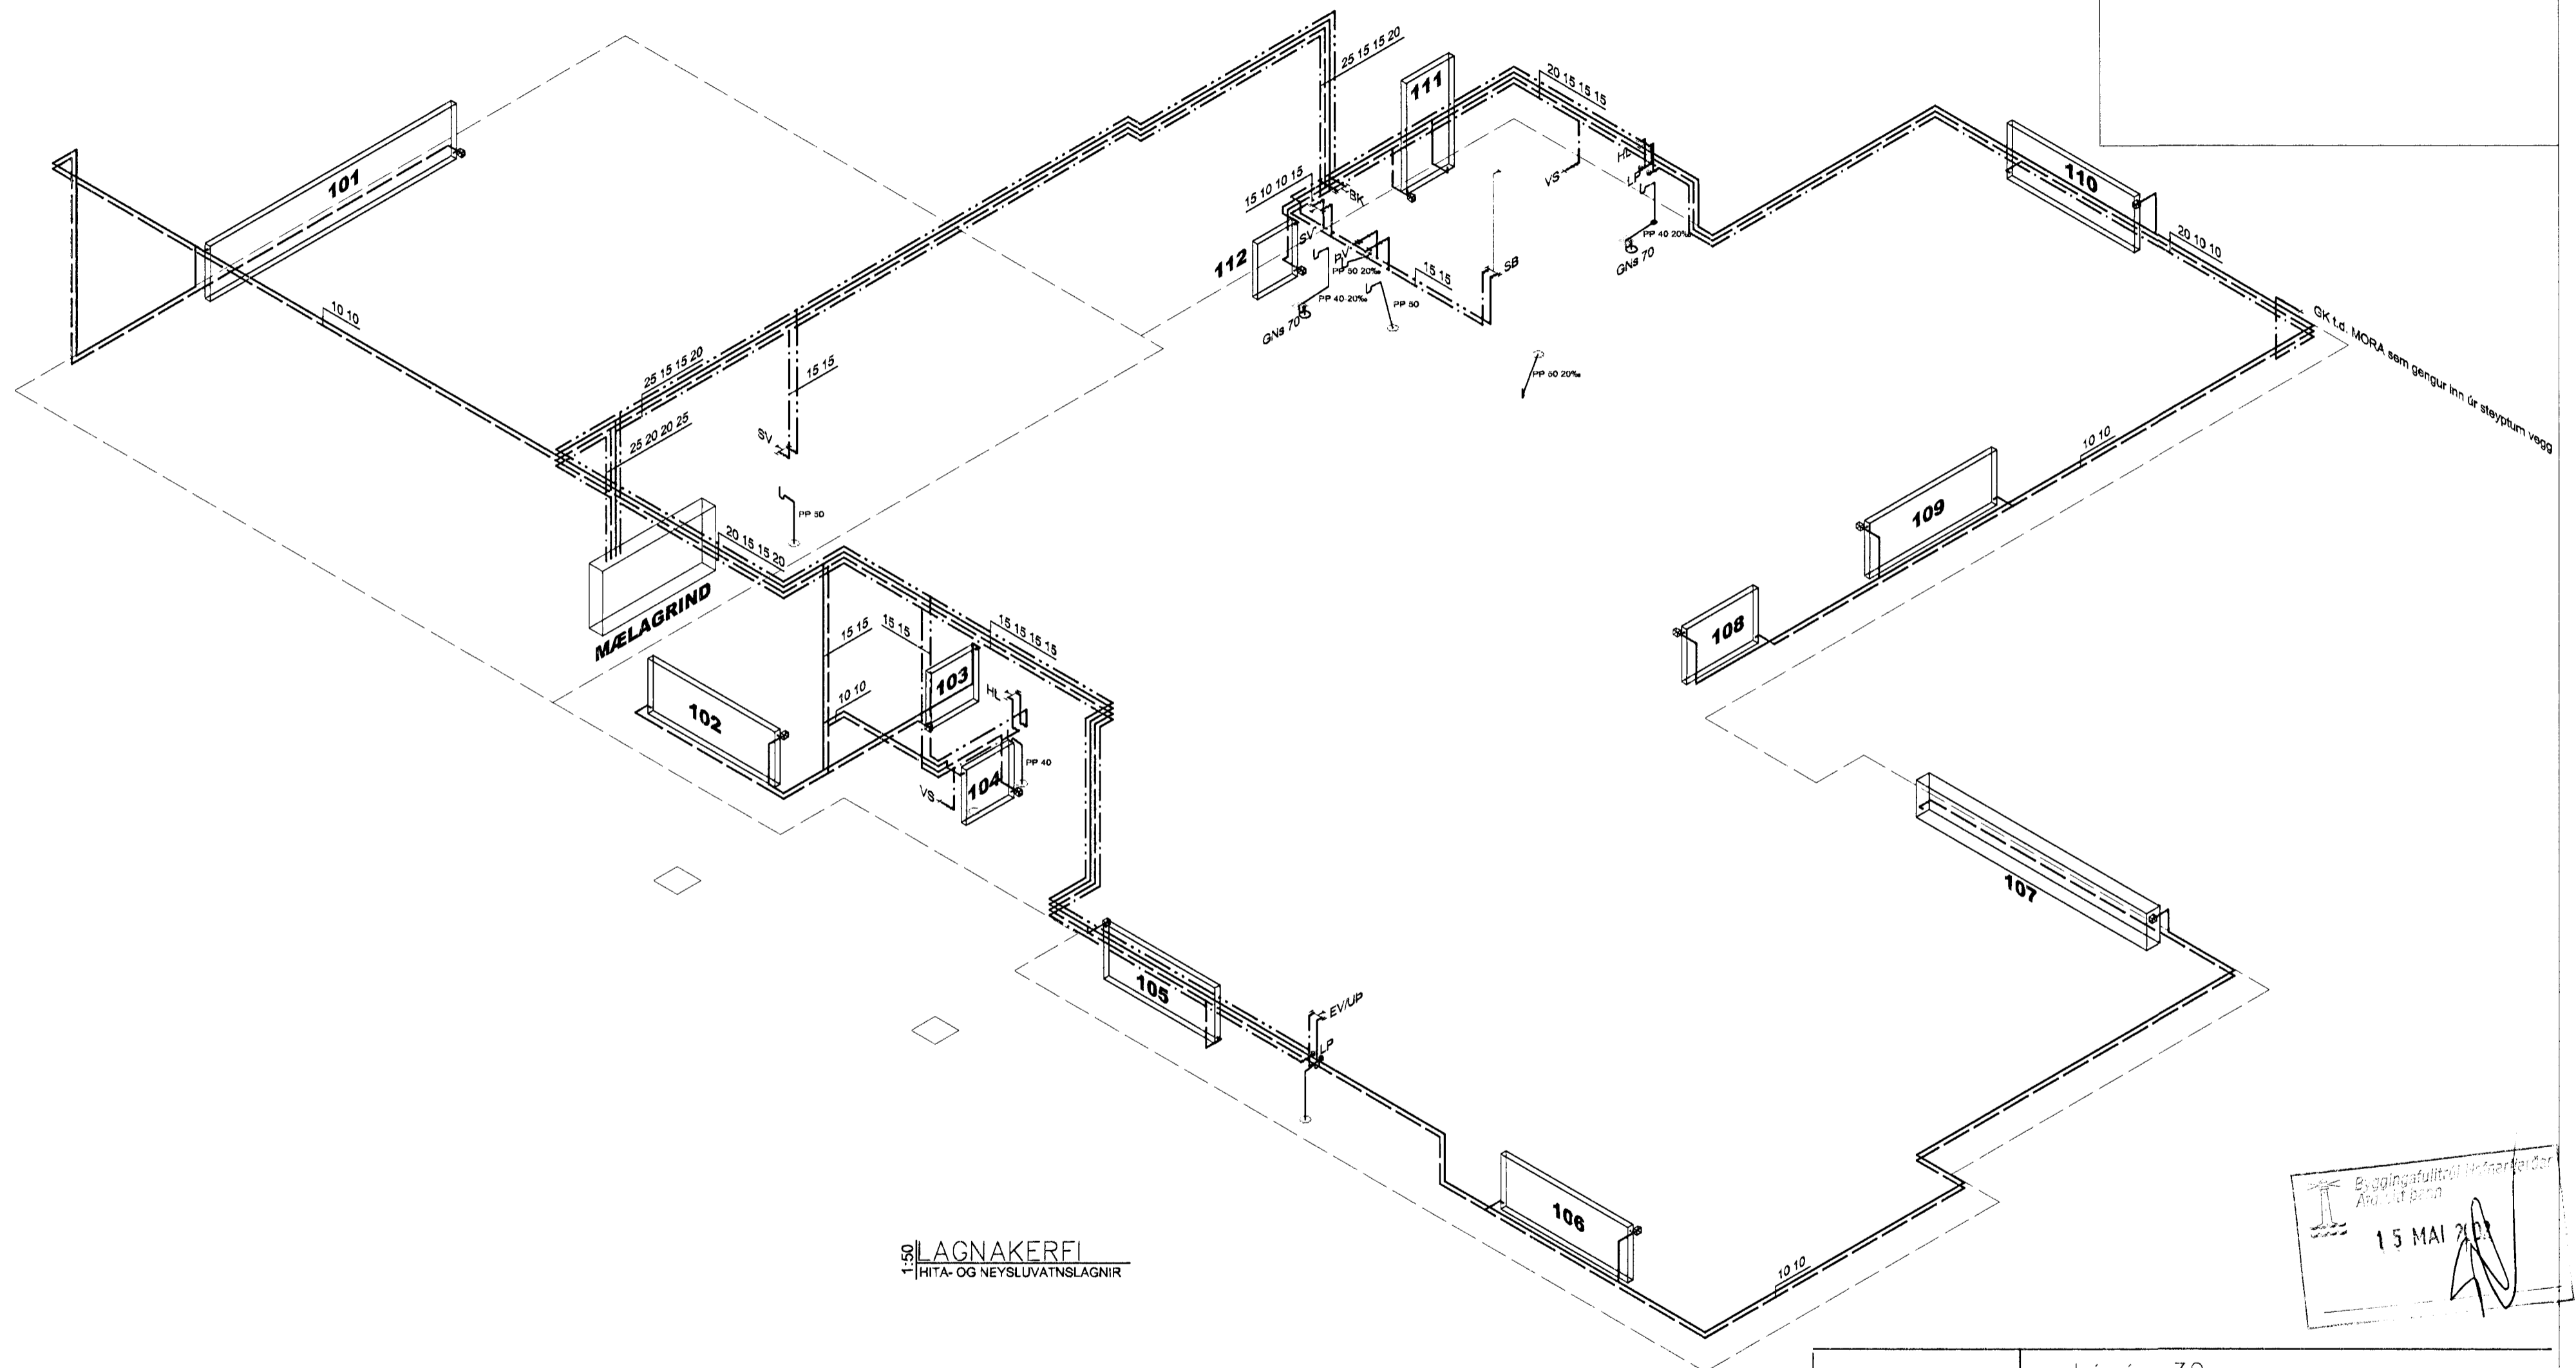 25 15 15 20
111
20 15 15 15
101
HL
LP
VS
110
15 10 10 15
BK
SV
PV
112
PP 40 20‰
GNs 70
20 10 10
SB
15 15
PP 50 20‰
PP 40 20‰
PP 50
GNs 70
GK t.d. MORA sem gengur inn úr steyptum vegg
10 10
25 15 15 20
15 15
PP 50 20‰
25 20 20 25
SV
10 10
PP 50
109
20 15 15 20
MÆLAGRIND
108
15 15
15 15
15 15 15 15
103
HL
10 10
102
PP 40
104
VS
107
105
EV/UP
LP
106
10 10
1:50
LAGNAKERFI
HITA- OG NEYSLUVATNSLAGNIR
Byggingafulltrúi Hafnarfjarðar
15 MAI